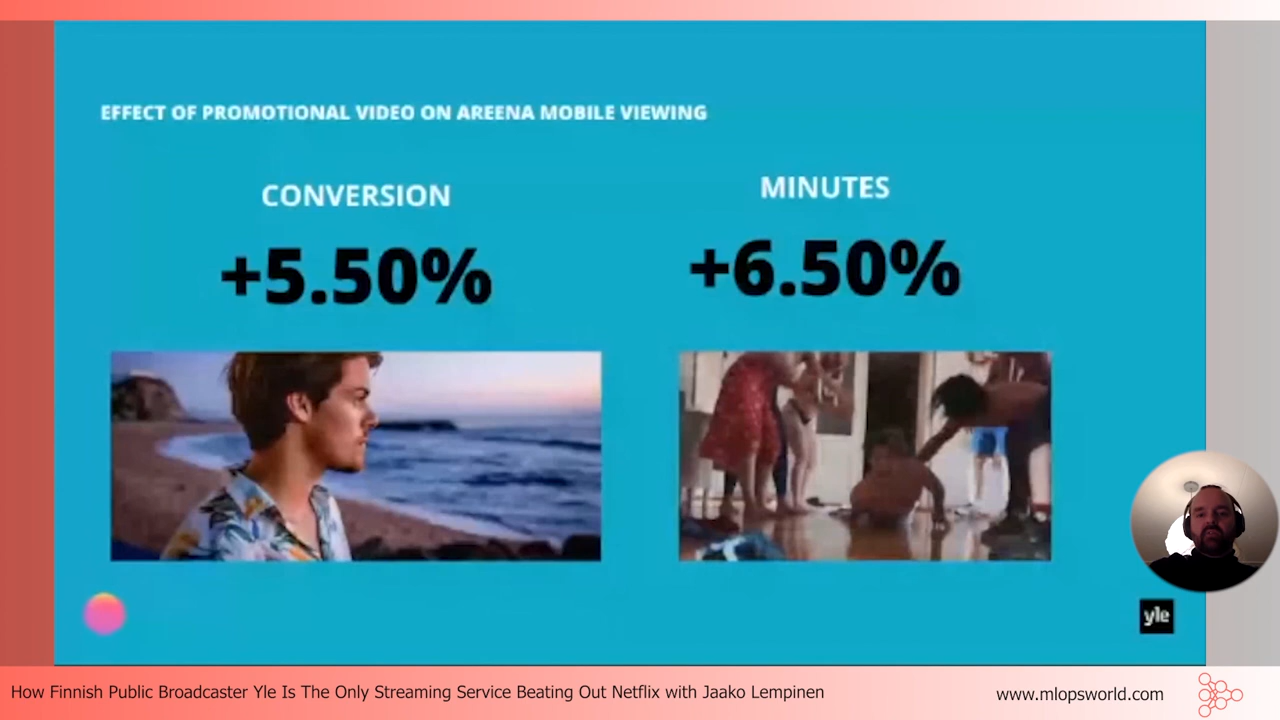 EFFECT OF PROMOTIONAL VIDEO ON AREENA MOBILE VIEWING
CONVERSION
+5.50%
MINUTES
+6.50%
yle
How Finnish Public Broadcaster Yle Is The Only Streaming Service Beating Out Netflix with Jaako Lempinen
www.mlopsworld.com